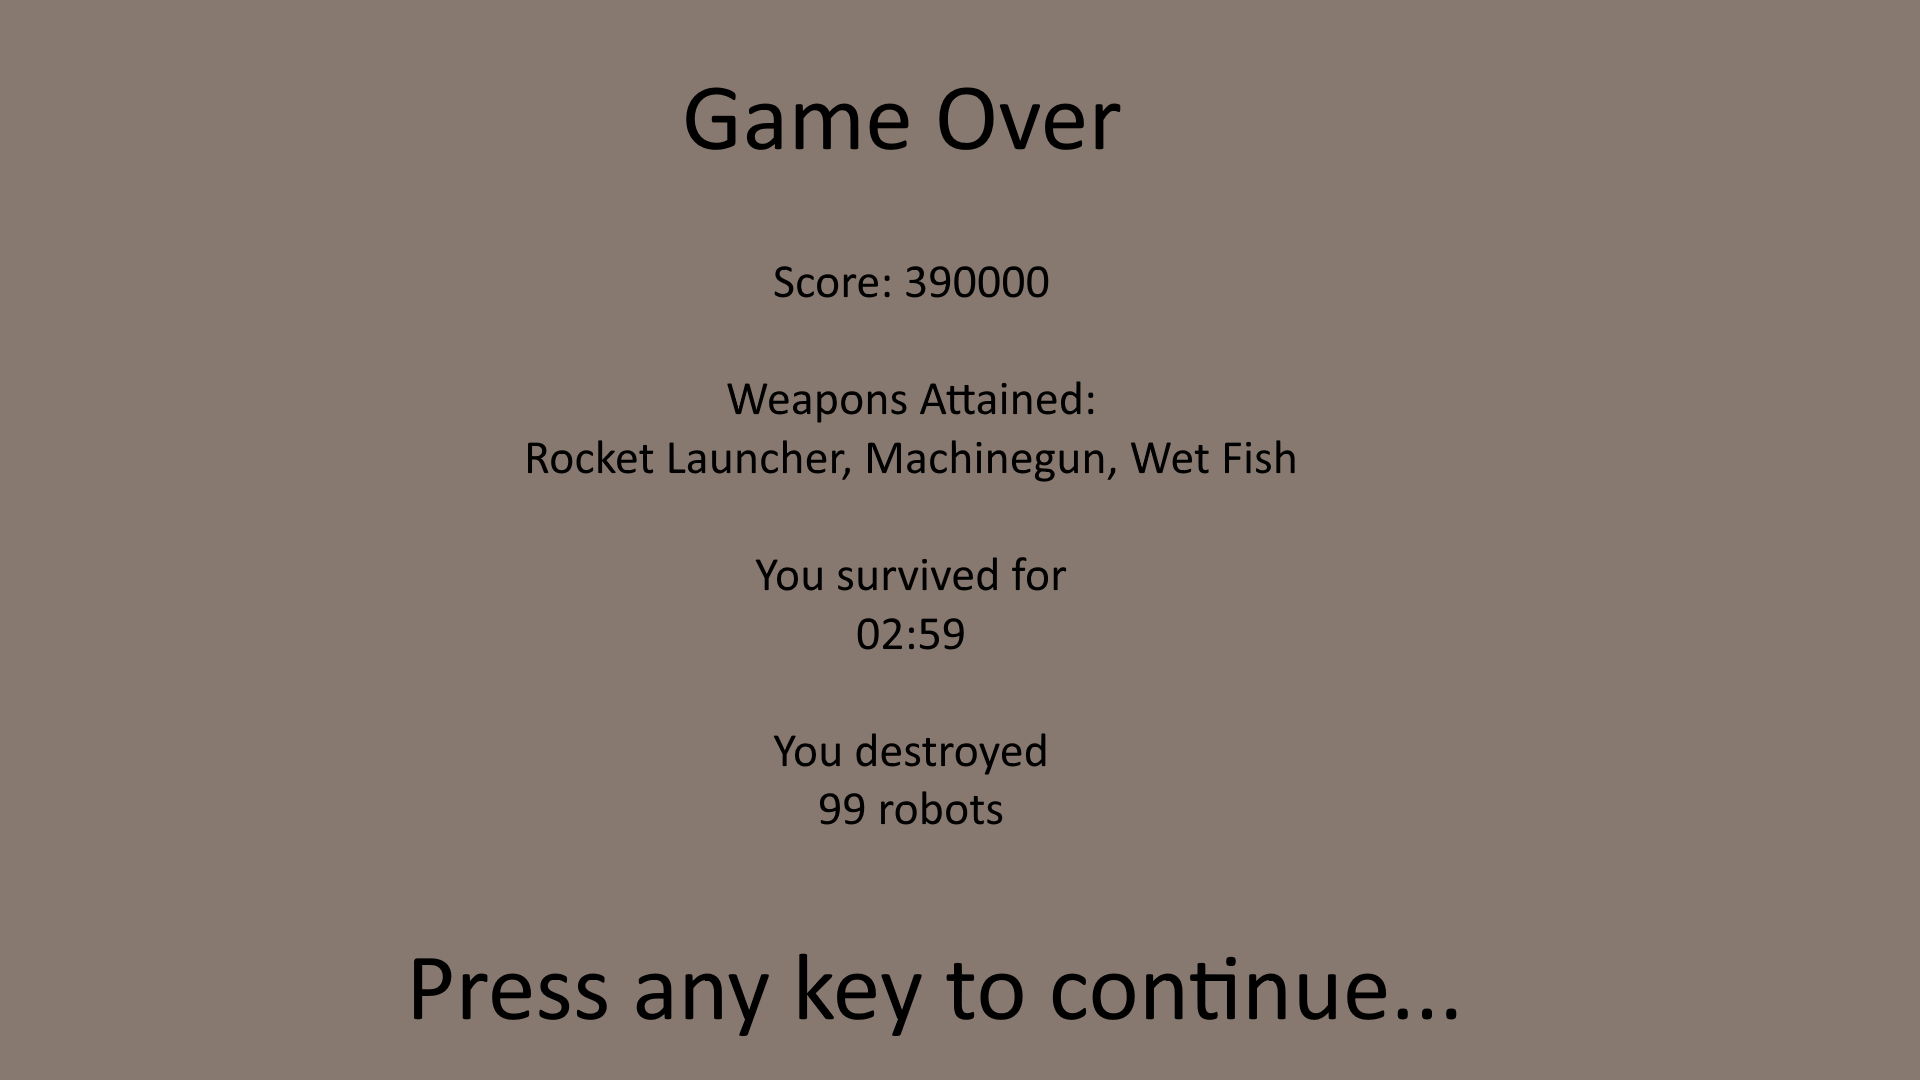 Game Over
Score: 390000
Weapons Attained:
Rocket Launcher, Machinegun, Wet Fish
You survived for
02:59
You destroyed
99 robots
Press any key to continue...